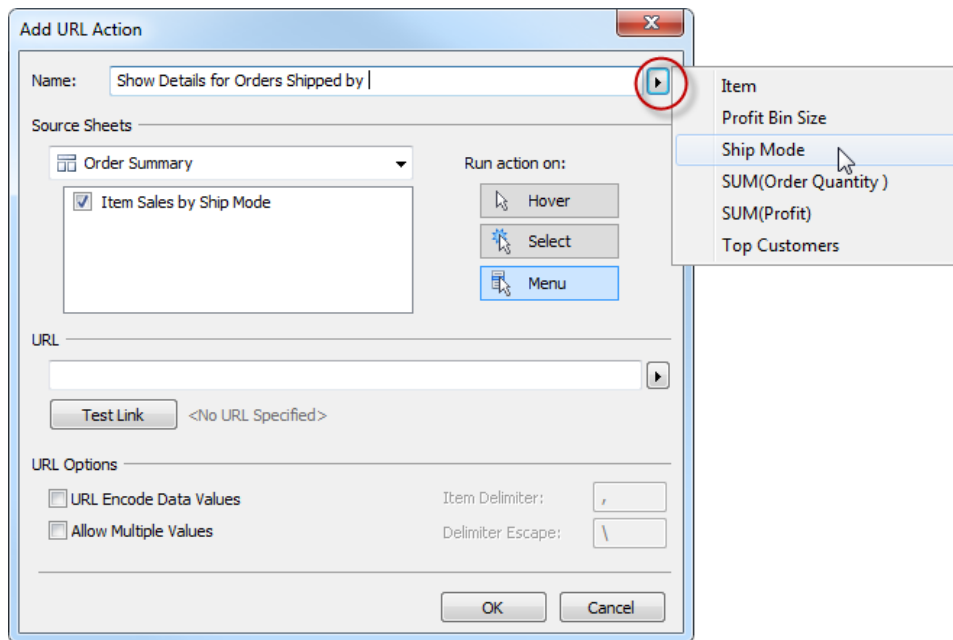 Add URL Action
Name: Show Details for Orders Shipped by
Item
Profit Bin Size
Ship Mode
SUM(Order Quantity )
SUM(Profit)
Top Customers
Source Sheets
Order Summary
Item Sales by Ship Mode
Run action on:
Hover
Select
Menu
URL
Test Link <No URL Specified>
URL Options
URL Encode Data Values
Allow Multiple Values
Item Delimiter: ,
Delimiter Escape: \
OK Cancel